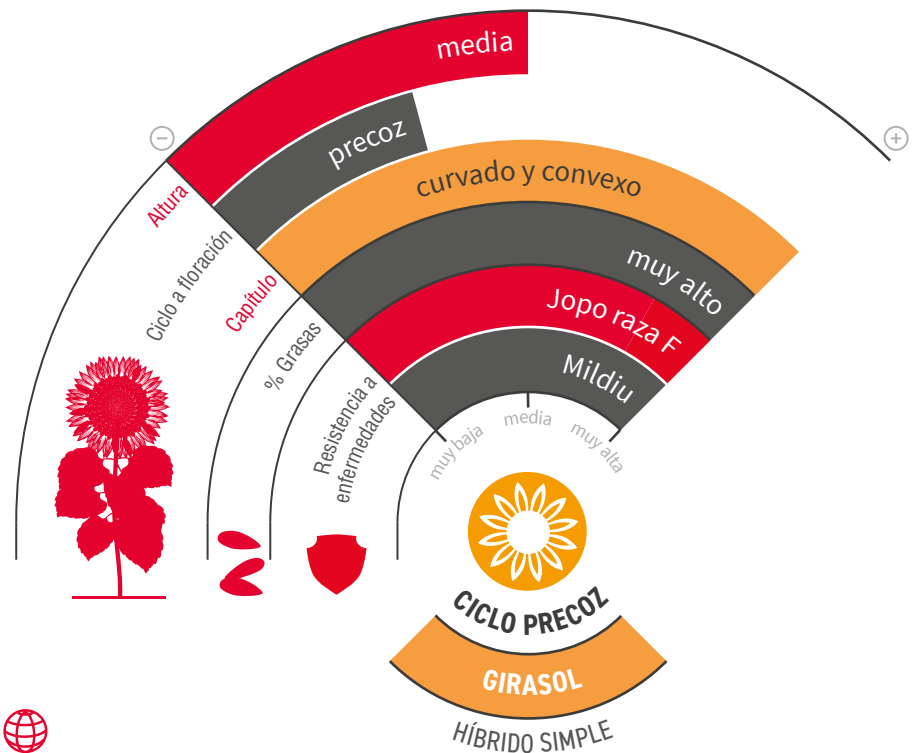 media
−
+
precoz
curvado y convexo
muy alto
Jopo raza F
Mildiu
Altura
Ciclo a floración
Capítulo
% Grasas
Resistencia a
enfermedades
muy baja
media
muy alta
CICLO PRECOZ
GIRASOL
HÍBRIDO SIMPLE